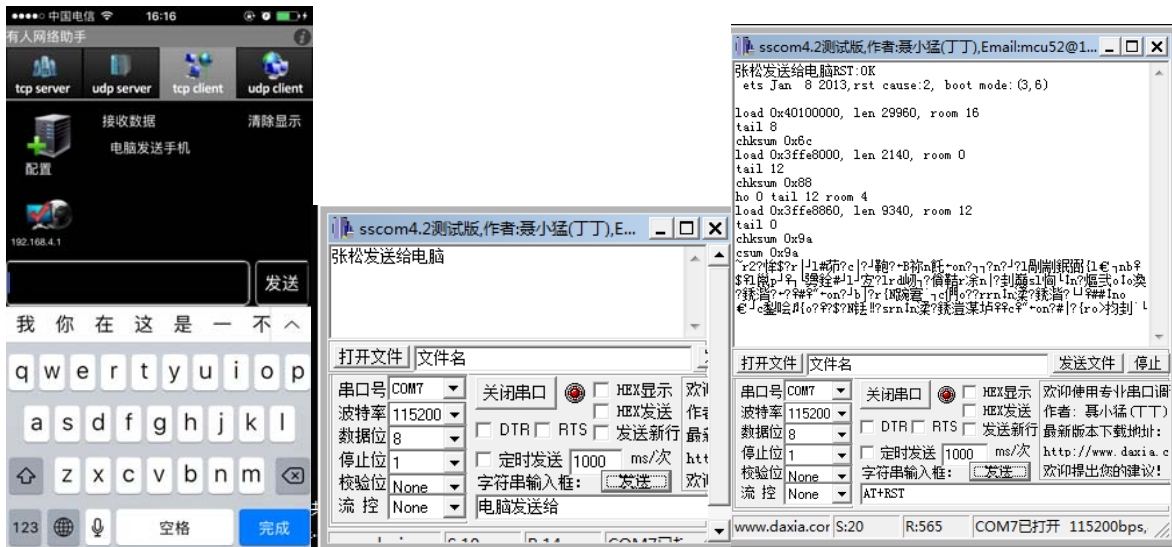 中国电信
16:16
有人网络助手
tcp server
udp server
tcp client
udp client
接收数据
清除显示
电脑发送手机
配置
192.168.4.1
发送
我 你 在 这 是 一 不
q w e r t y u i o p
a s d f g h j k l
z x c v b n m
123
空格
完成
sscom4.2测试版,作者:聂小猛(丁丁),E...
张松发送给电脑
打开文件
文件名
串口号 COM7
关闭串口
HEX显示
波特率 115200
HEX发送
数据位 8
DTR
RTS
发送新行
停止位 1
定时发送 1000 ms/次
校验位 None
字符串输入框:
发送
流 控 None
电脑发送给
sscom4.2测试版,作者:聂小猛(丁丁),Email:mcu52@1...
张松发送给电脑RST:OK
ets Jan 8 2013,rst cause:2, boot mode:(3,6)
load 0x40100000, len 29960, room 16
tail 8
chksum 0x6c
load 0x3ffe8000, len 2140, room 0
tail 12
chksum 0x88
ho 0 tail 12 room 4
load 0x3ffe8860, len 9340, room 12
tail 0
chksum 0x9a
csum 0x9a
打开文件
文件名
发送文件
停止
串口号 COM7
关闭串口
HEX显示
欢迎使用专业串口调
波特率 115200
HEX发送
作者: 聂小猛(丁丁)
数据位 8
DTR
RTS
发送新行
最新版本下载地址:
停止位 1
定时发送 1000 ms/次
http://www.daxia.c
校验位 None
字符串输入框:
发送
欢迎提出您的建议!
流 控 None
AT+RST
www.daxia.cor
S:20
R:565
COM7已打开 115200bps,